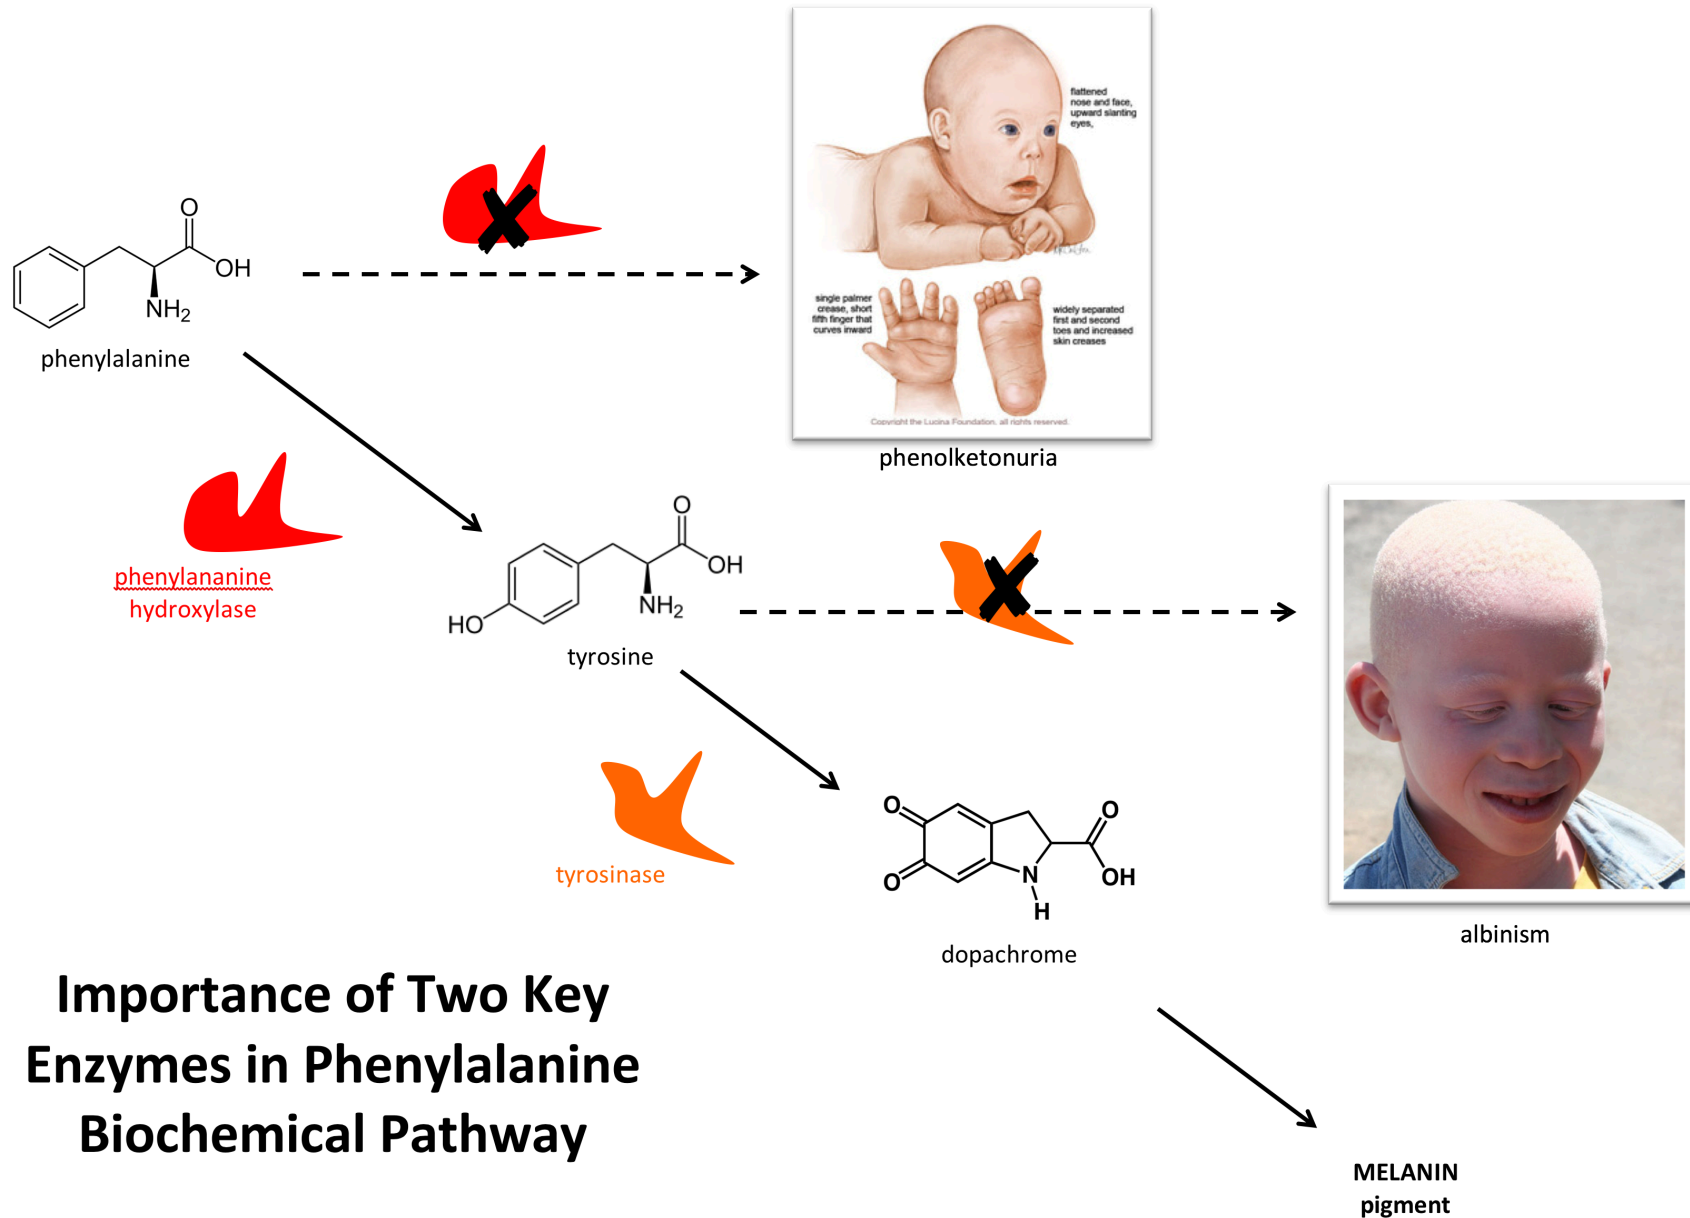 flattened
nose and face,
upward slanting
eyes,
O
OH
NH2
phenylalanine
single palmer
crease, short
fifth finger that
curves inward
widely separated
first and second
toes and increased
skin creases
Copyright the Lucina Foundation, all rights reserved.
phenolketonuria
phenylananine
hydroxylase
O
OH
NH2
HO
tyrosine
tyrosinase
O
O
O
OH
N
H
dopachrome
albinism
Importance of Two Key
Enzymes in Phenylalanine
Biochemical Pathway
MELANIN
pigment